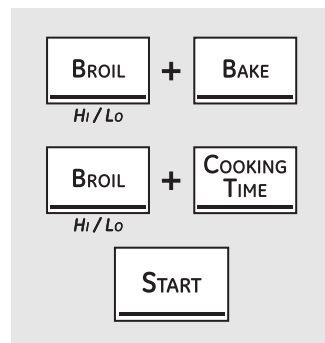 BROIL + BAKE
HI / LO
BROIL + COOKING TIME
HI / LO
START